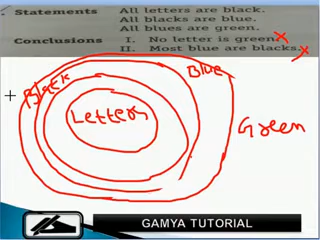 Statements All letters are black.
All blacks are blue.
All blues are green.
Conclusions I. No letter is green x
II. Most blue are blacks, x
Black
Blue
Letters
Green
GAMYA TUTORIAL